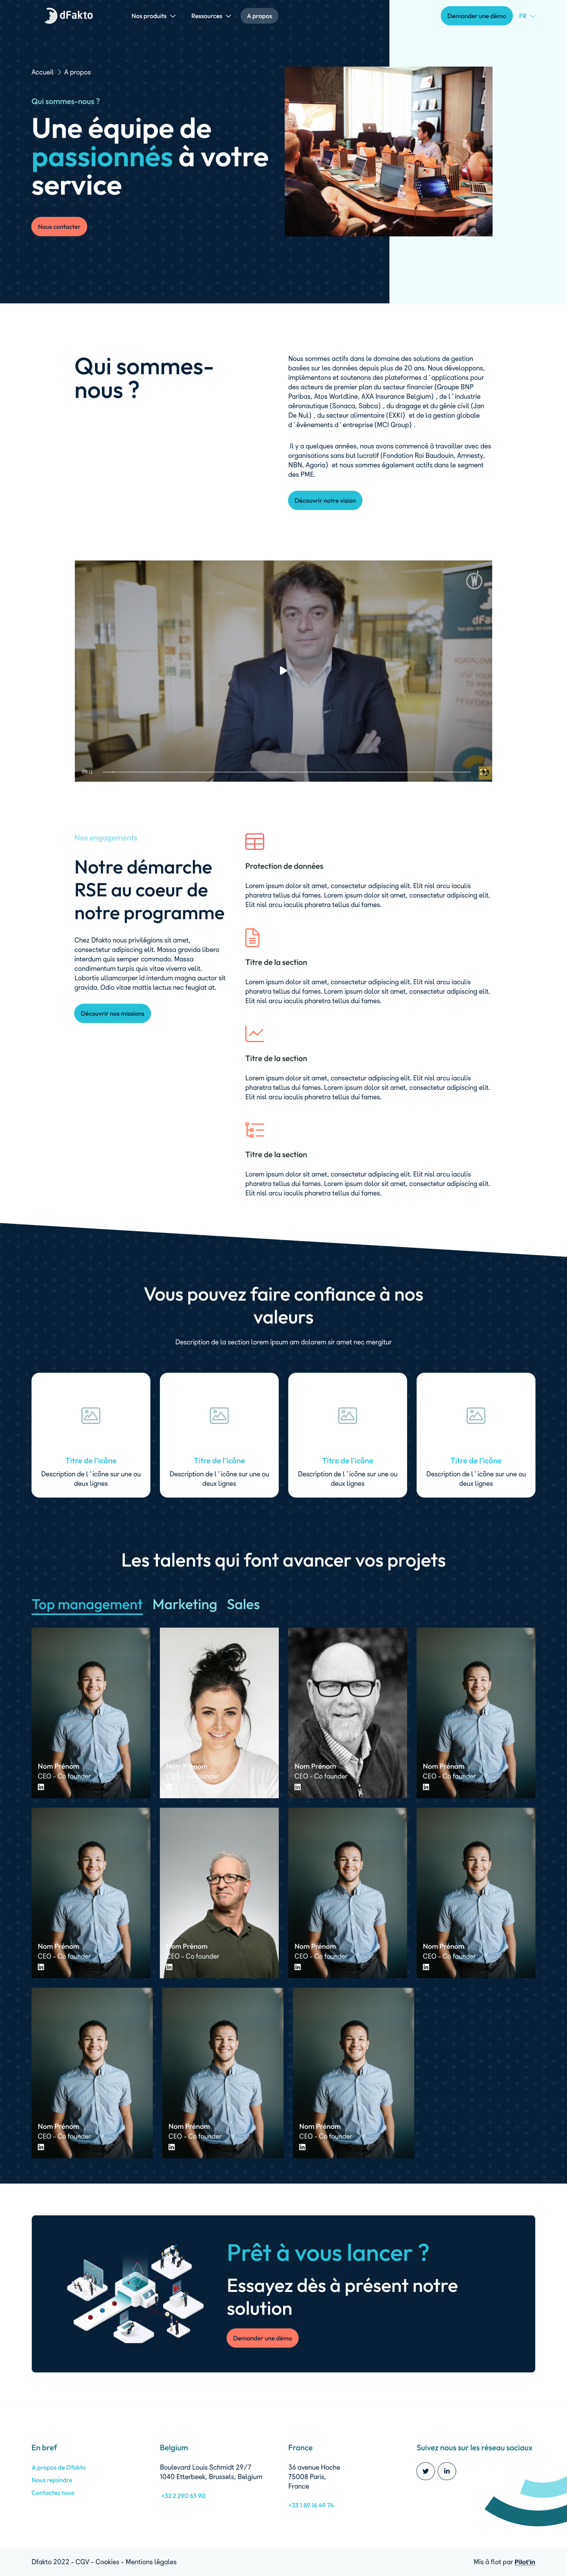 dFakto
Nos produits
Ressources
A propos
Demander une démo
FR
Accueil > A propos
Qui sommes-nous ?
Une équipe de
passionnés à votre
service
Nous contacter
Qui sommes-
nous ?
Nous sommes actifs dans le domaine des solutions de gestion
basées sur les données depuis plus de 20 ans. Nous développons,
implémentons et soutenons des plateformes d'applications pour
des acteurs de premier plan du secteur financier (Groupe BNP
Paribas, Atos Worldline, AXA Insurance Belgium) , de l'industrie
aéronautique (Sonaca, Sabca) , du dragage et du génie civil (Jan
De Nul) , du secteur alimentaire (EXKI) et de la gestion globale
d'événements d'entreprise (MCI Group) .
Il y a quelques années, nous avons commencé à travailler avec des
organisations sans but lucratif (Fondation Roi Baudouin, Amnesty,
NBN, Agoria) et nous sommes également actifs dans le segment
des PME.
Découvrir notre vision
dFa
00:12
Nos engagements
Notre démarche
RSE au coeur de
notre programme
Chez Dfakto nous privilégions sit amet,
consectetur adipiscing elit. Massa gravida libero
interdum quis semper commodo. Massa
condimentum turpis quis vitae viverra velit.
Lobortis ullamcorper id interdum magna auctor sit
gravida. Odio vitae mattis lectus nec feugiat at.
Découvrir nos missions
Protection de données
Lorem ipsum dolor sit amet, consectetur adipiscing elit. Elit nisl arcu iaculis
pharetra tellus dui fames. Lorem ipsum dolor sit amet, consectetur adipiscing elit.
Elit nisl arcu iaculis pharetra tellus dui fames.
Titre de la section
Lorem ipsum dolor sit amet, consectetur adipiscing elit. Elit nisl arcu iaculis
pharetra tellus dui fames. Lorem ipsum dolor sit amet, consectetur adipiscing elit.
Elit nisl arcu iaculis pharetra tellus dui fames.
Titre de la section
Lorem ipsum dolor sit amet, consectetur adipiscing elit. Elit nisl arcu iaculis
pharetra tellus dui fames. Lorem ipsum dolor sit amet, consectetur adipiscing elit.
Elit nisl arcu iaculis pharetra tellus dui fames.
Titre de la section
Lorem ipsum dolor sit amet, consectetur adipiscing elit. Elit nisl arcu iaculis
pharetra tellus dui fames. Lorem ipsum dolor sit amet, consectetur adipiscing elit.
Elit nisl arcu iaculis pharetra tellus dui fames.
Vous pouvez faire confiance à nos
valeurs
Description de la section lorem ipsum am dolorem sir amet nec mergitur
Titre de l'icône
Description de l'icône sur une ou
deux lignes
Titre de l'icône
Description de l'icône sur une ou
deux lignes
Titre de l'icône
Description de l'icône sur une ou
deux lignes
Titre de l'icône
Description de l'icône sur une ou
deux lignes
Les talents qui font avancer vos projets
Top management
Marketing
Sales
Nom Prénom
CEO - Co founder
Nom Prénom
CEO - Co founder
Nom Prénom
CEO - Co founder
Nom Prénom
CEO - Co founder
Nom Prénom
CEO - Co founder
Nom Prénom
CEO - Co founder
Nom Prénom
CEO - Co founder
Nom Prénom
CEO - Co founder
Nom Prénom
CEO - Co founder
Nom Prénom
CEO - Co founder
Nom Prénom
CEO - Co founder
Prêt à vous lancer ?
Essayez dès à présent notre
solution
Demander une démo
En bref
A propos de Dfakto
Nous rejoindre
Contactez nous
Belgium
Boulevard Louis Schmidt 29/7
1040 Etterbeek, Brussels, Belgium
+32 2 290 63 90
France
36 avenue Hoche
75008 Paris,
France
+33 1 89 16 49 74
Suivez nous sur les réseau sociaux
Dfakto 2022 - CGV - Cookies - Mentions légales
Mis à flot par Pilot'in